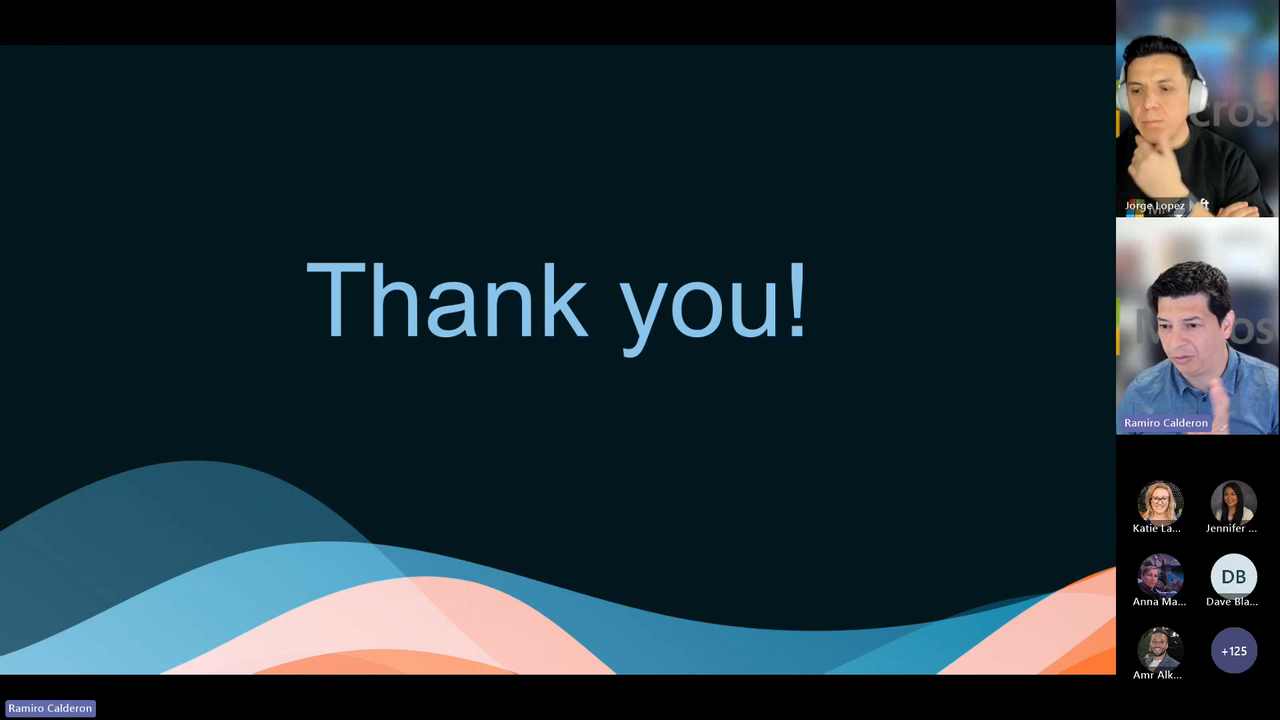 Thank you!
Jorge Lopez
Ramiro Calderon
Katie La...
Jennifer ...
Anna Ma...
DB
Dave Bla...
Amr Alk...
+125
Ramiro Calderon